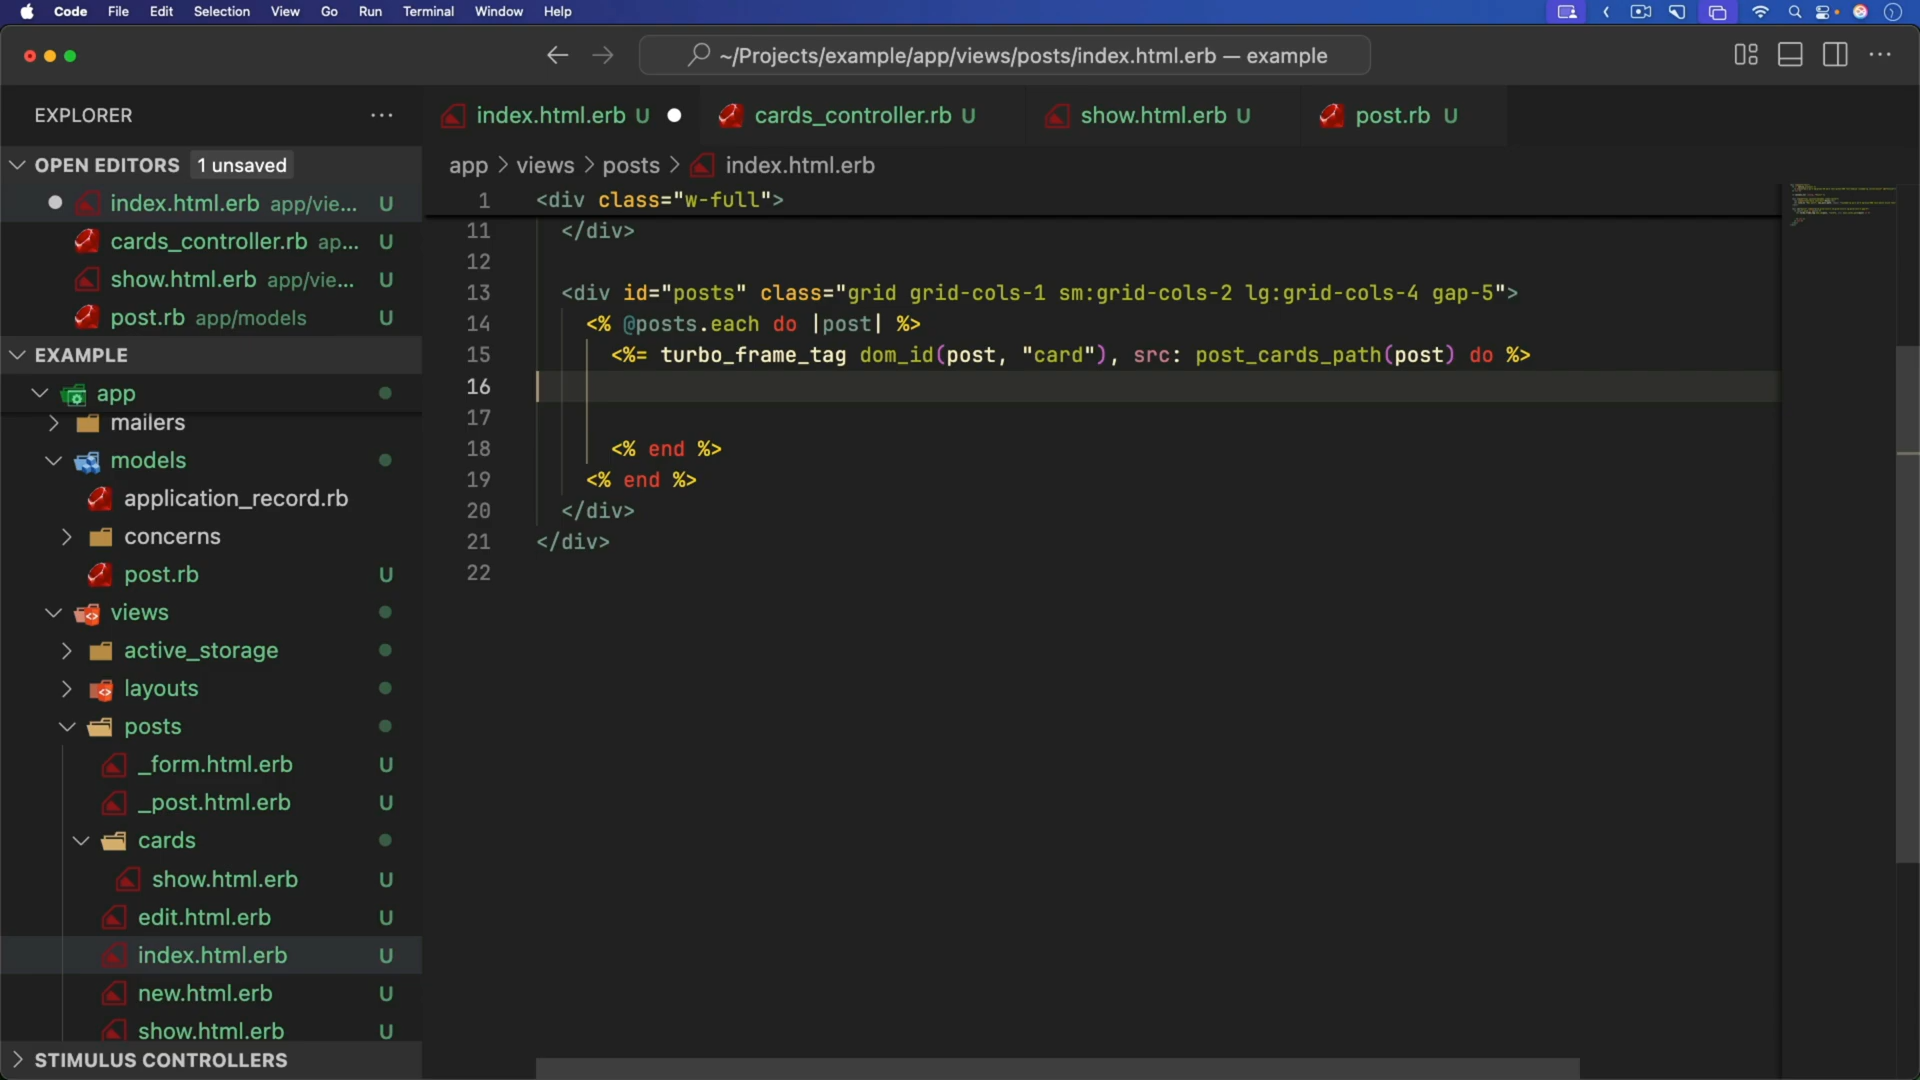 Code File Edit Selection View Go Run Terminal Window Help
~/Projects/example/app/views/posts/index.html.erb — example
EXPLORER
index.html.erb U
cards_controller.rb U
show.html.erb U
post.rb U
OPEN EDITORS 1 unsaved
app > views > posts > index.html.erb
index.html.erb app/vie... U
cards_controller.rb ap... U
show.html.erb app/vie... U
post.rb app/models U
EXAMPLE
app
mailers
models
application_record.rb
concerns
post.rb U
views
active_storage
layouts
posts
_form.html.erb U
_post.html.erb U
cards
show.html.erb U
edit.html.erb U
index.html.erb U
new.html.erb U
show.html.erb U
STIMULUS CONTROLLERS
1 <div class="w-full">
11 </div>
12
13 <div id="posts" class="grid grid-cols-1 sm:grid-cols-2 lg:grid-cols-4 gap-5">
14 <% @posts.each do |post| %>
15 <%= turbo_frame_tag dom_id(post, "card"), src: post_cards_path(post) do %>
16
17
18 <% end %>
19 <% end %>
20 </div>
21 </div>
22